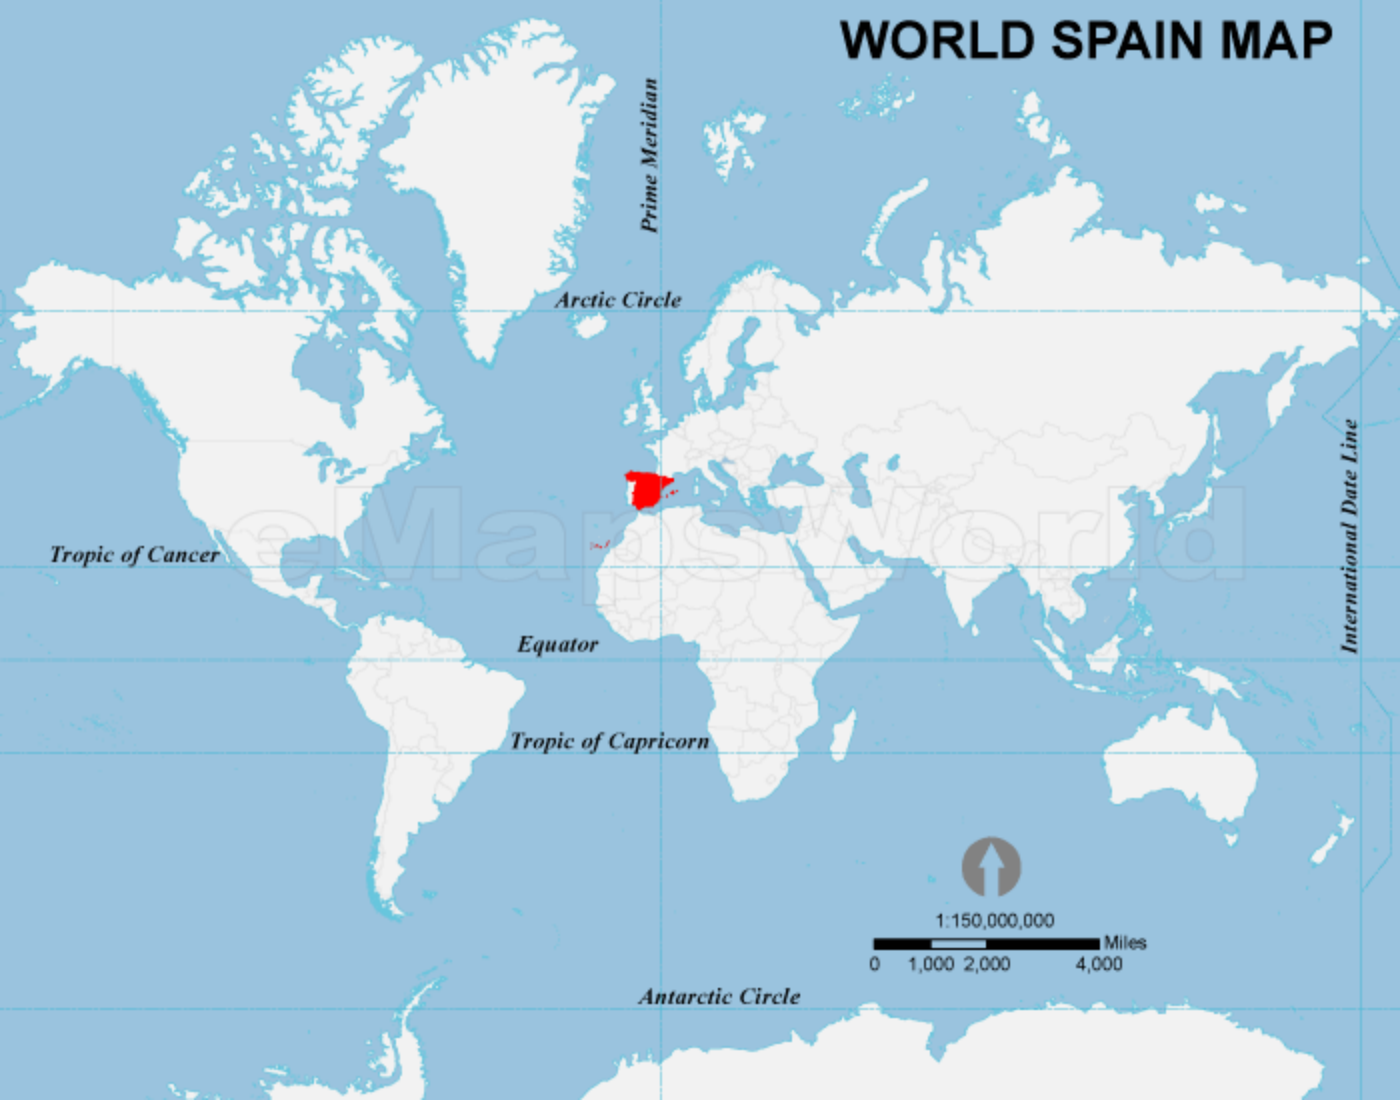 WORLD SPAIN MAP
Prime Meridian
Arctic Circle
International Date Line
eMapsWorld
Tropic of Cancer
Equator
Tropic of Capricorn
1:150,000,000
Miles
0 1,000 2,000 4,000
Antarctic Circle